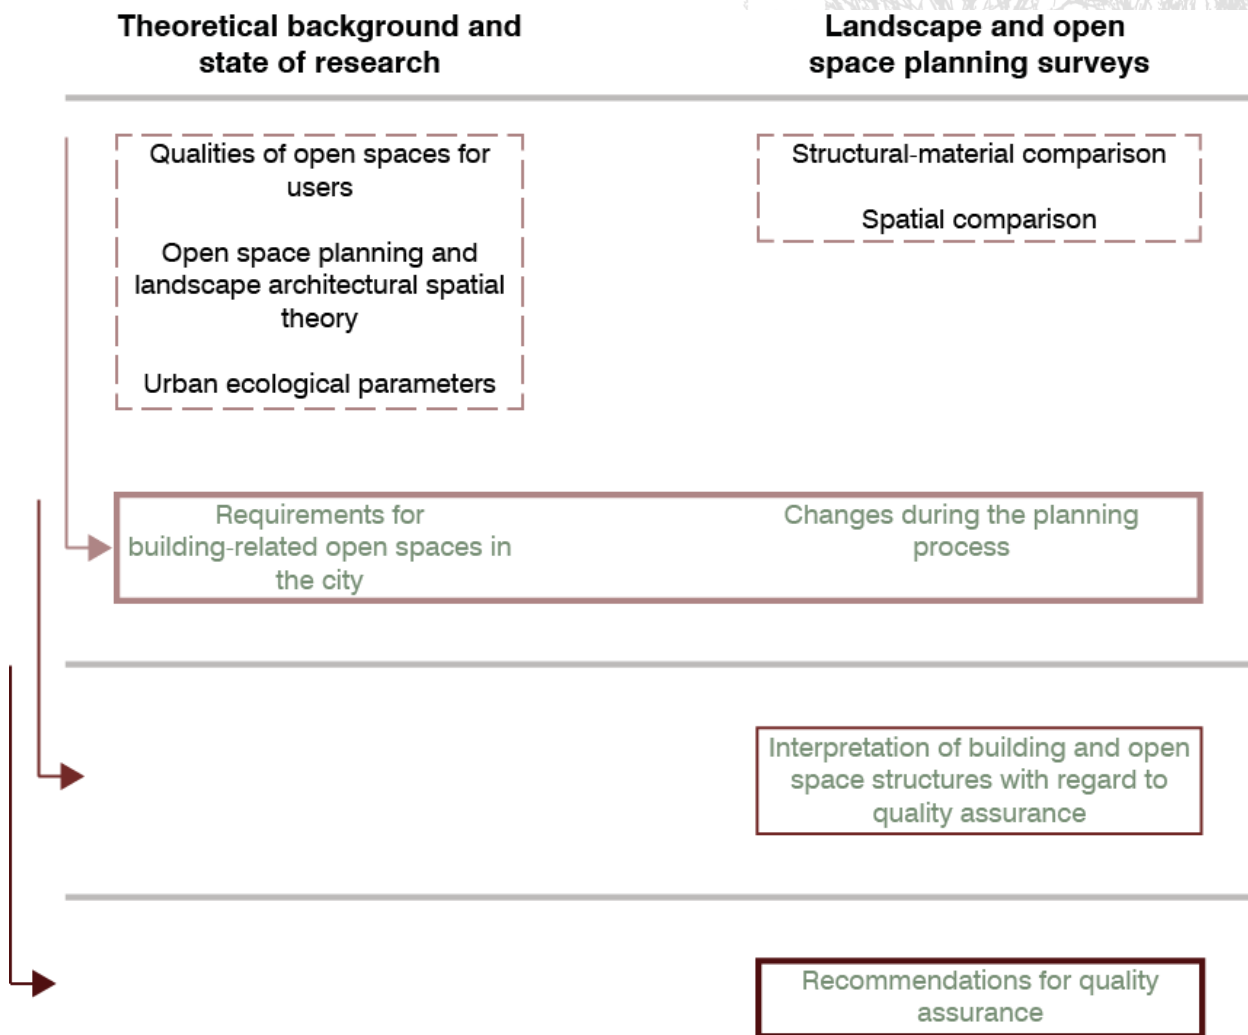 Theoretical background and
state of research
Landscape and open
space planning surveys
Qualities of open spaces for
users
Open space planning and
landscape architectural spatial
theory
Urban ecological parameters
Structural-material comparison
Spatial comparison
Requirements for
building-related open spaces in
the city
Changes during the planning
process
Interpretation of building and open
space structures with regard to
quality assurance
Recommendations for quality
assurance